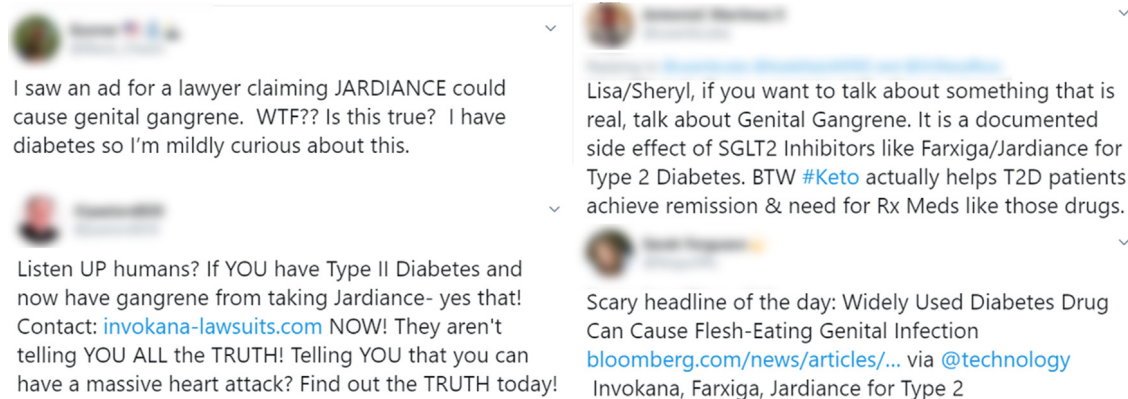 I saw an ad for a lawyer claiming JARDIANCE could
cause genital gangrene.  WTF?? Is this true?  I have
diabetes so I'm mildly curious about this.
Listen UP humans? If YOU have Type II Diabetes and
now have gangrene from taking Jardiance- yes that!
Contact: invokana-lawsuits.com NOW! They aren't
telling YOU ALL the TRUTH! Telling YOU that you can
have a massive heart attack? Find out the TRUTH today!
Lisa/Sheryl, if you want to talk about something that is
real, talk about Genital Gangrene. It is a documented
side effect of SGLT2 Inhibitors like Farxiga/Jardiance for
Type 2 Diabetes. BTW #Keto actually helps T2D patients
achieve remission & need for Rx Meds like those drugs.
Scary headline of the day: Widely Used Diabetes Drug
Can Cause Flesh-Eating Genital Infection
bloomberg.com/news/articles/... via @technology
Invokana, Farxiga, Jardiance for Type 2